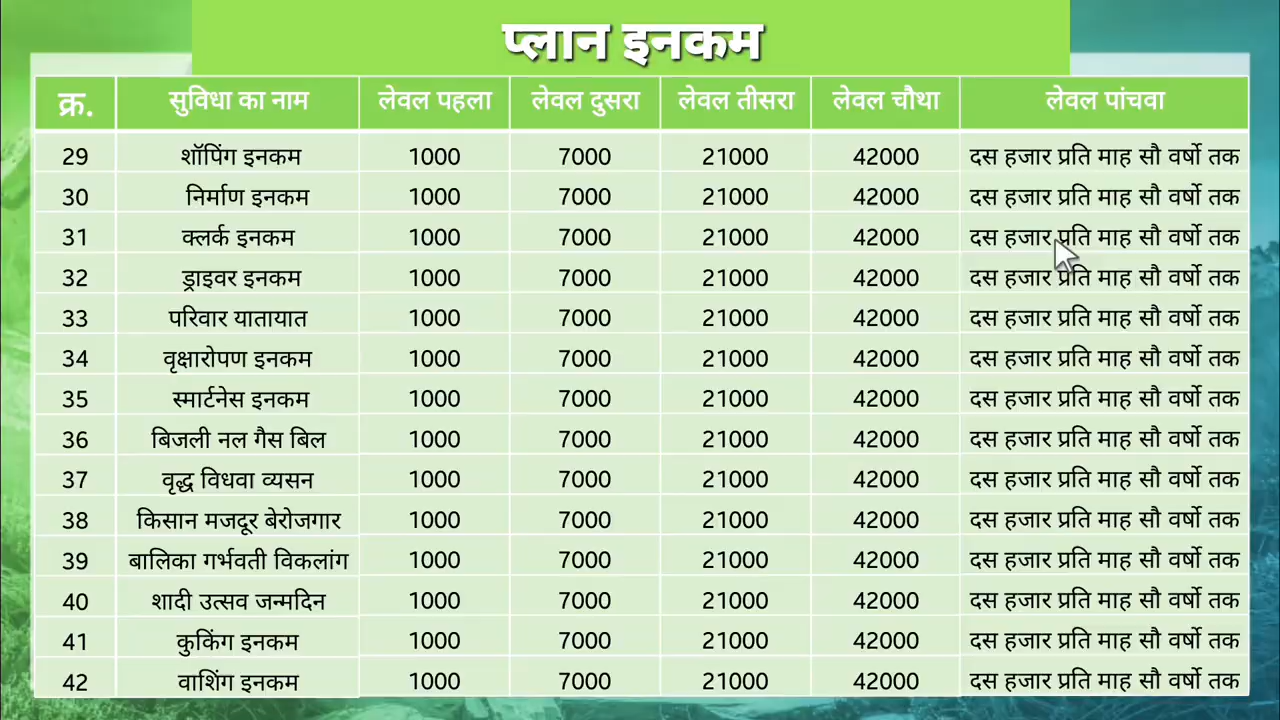 प्लान इनकम
क्र. सुविधा का नाम लेवल पहला लेवल दुसरा लेवल तीसरा लेवल चौथा लेवल पांचवा
29 शॉपिंग इनकम 1000 7000 21000 42000 दस हजार प्रति माह सौ वर्षो तक
30 निर्माण इनकम 1000 7000 21000 42000 दस हजार प्रति माह सौ वर्षो तक
31 क्लर्क इनकम 1000 7000 21000 42000 दस हजार प्रति माह सौ वर्षो तक
32 ड्राइवर इनकम 1000 7000 21000 42000 दस हजार प्रति माह सौ वर्षो तक
33 परिवार यातायात 1000 7000 21000 42000 दस हजार प्रति माह सौ वर्षो तक
34 वृक्षारोपण इनकम 1000 7000 21000 42000 दस हजार प्रति माह सौ वर्षो तक
35 स्मार्टनेस इनकम 1000 7000 21000 42000 दस हजार प्रति माह सौ वर्षो तक
36 बिजली नल गैस बिल 1000 7000 21000 42000 दस हजार प्रति माह सौ वर्षो तक
37 वृद्ध विधवा व्यसन 1000 7000 21000 42000 दस हजार प्रति माह सौ वर्षो तक
38 किसान मजदूर बेरोजगार 1000 7000 21000 42000 दस हजार प्रति माह सौ वर्षो तक
39 बालिका गर्भवती विकलांग 1000 7000 21000 42000 दस हजार प्रति माह सौ वर्षो तक
40 शादी उत्सव जन्मदिन 1000 7000 21000 42000 दस हजार प्रति माह सौ वर्षो तक
41 कुकिंग इनकम 1000 7000 21000 42000 दस हजार प्रति माह सौ वर्षो तक
42 वाशिंग इनकम 1000 7000 21000 42000 दस हजार प्रति माह सौ वर्षो तक